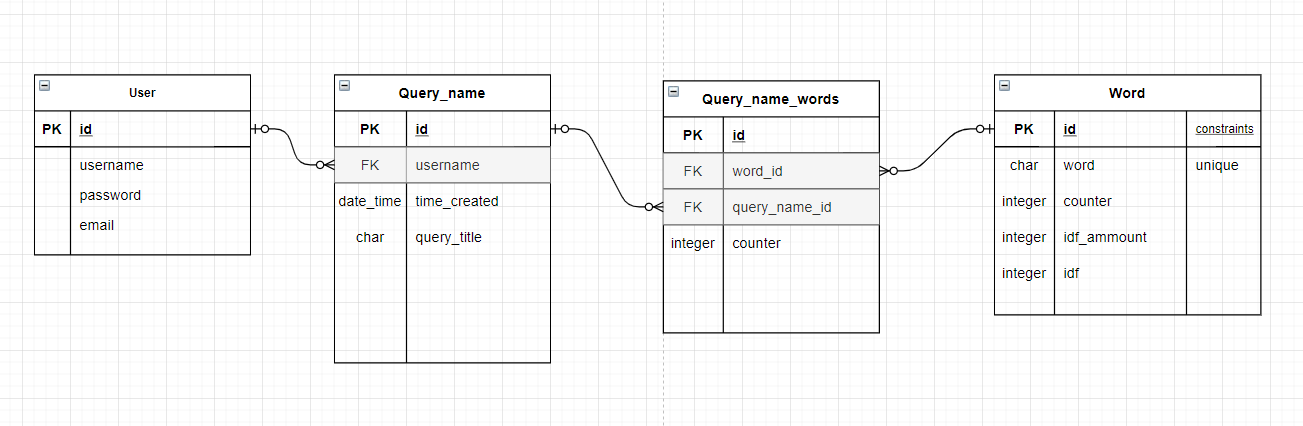 User
PK id
username
password
email
Query_name
PK id
FK username
date_time time_created
char query_title
Query_name_words
PK id
FK word_id
FK query_name_id
integer counter
Word
PK id constraints
char word unique
integer counter
integer idf_ammount
integer idf